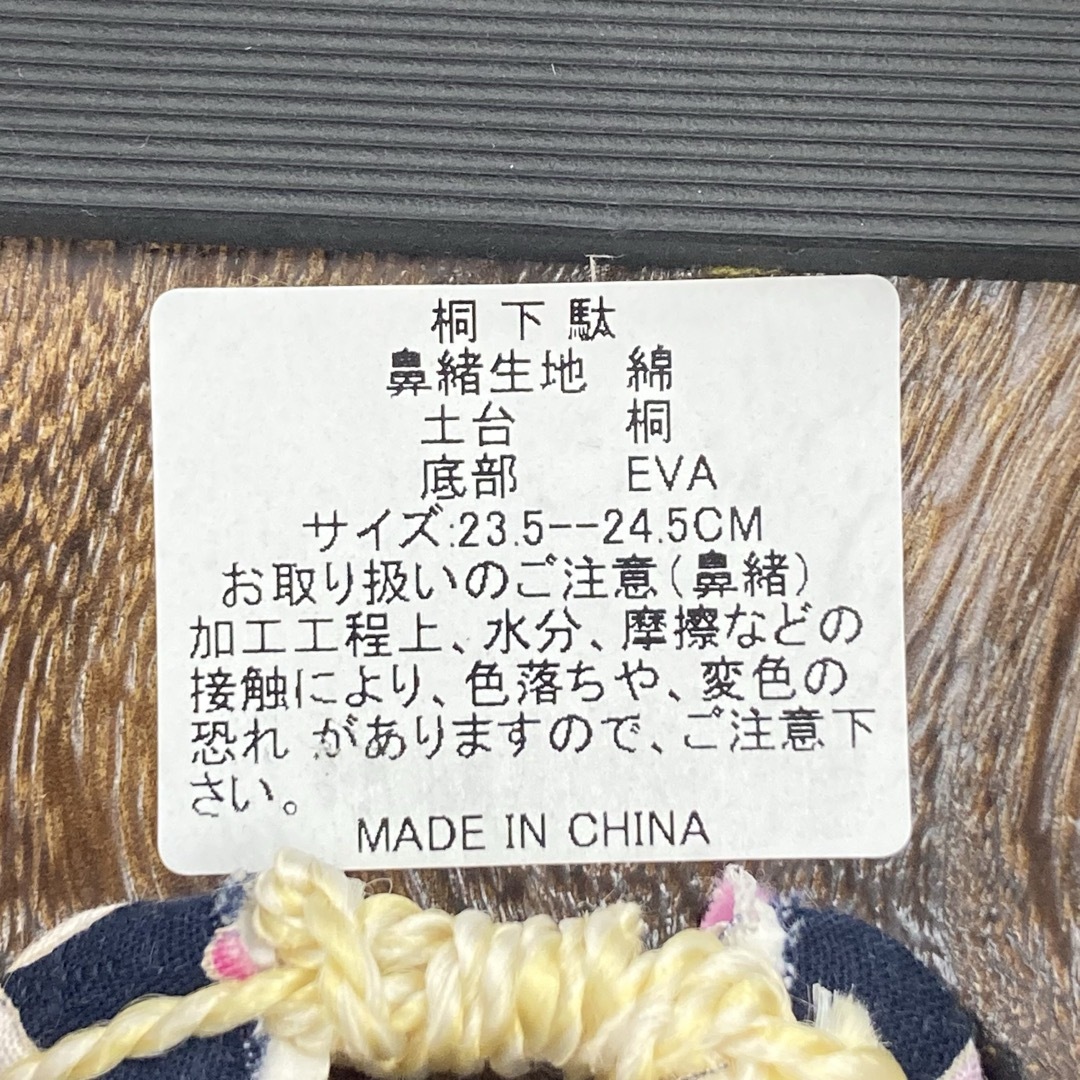 桐下駄
鼻緒生地 綿
土台 桐
底部 EVA
サイズ:23.5--24.5CM
お取り扱いのご注意(鼻緒)
加工工程上、水分、摩擦などの
接触により、色落ちや、変色の
恐れ がありますので、ご注意下
さい。
MADE IN CHINA